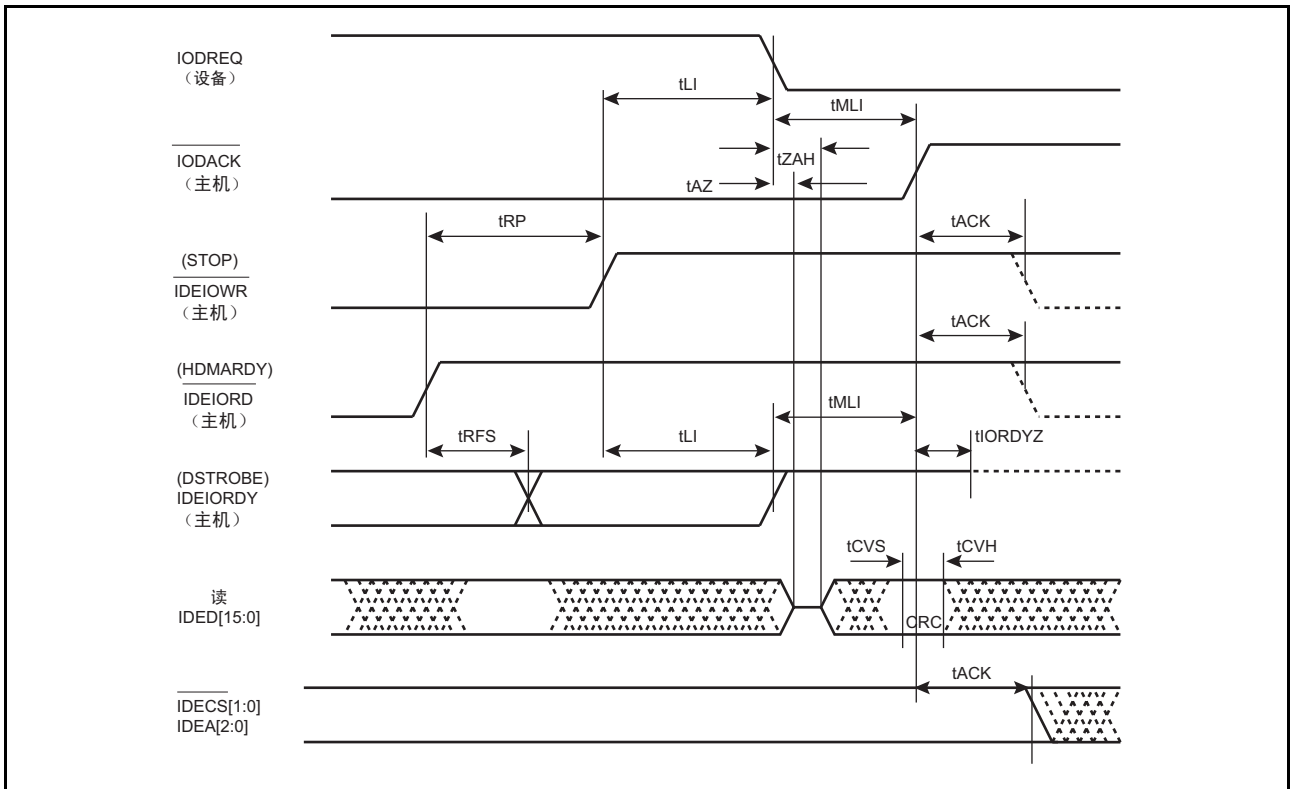 IODREQ
（设备）
tLI
tMLI
IODACK
（主机）
tZAH
tAZ
tRP
tACK
(STOP)
IDEIOWR
（主机）
tACK
(HDMARDY)
IDEIORD
（主机）
tMLI
tRFS
tLI
tIORDYZ
(DSTROBE)
IDEIORDY
（主机）
tCVS
tCVH
读
IDED[15:0]
CRC
tACK
IDECS[1:0]
IDEA[2:0]